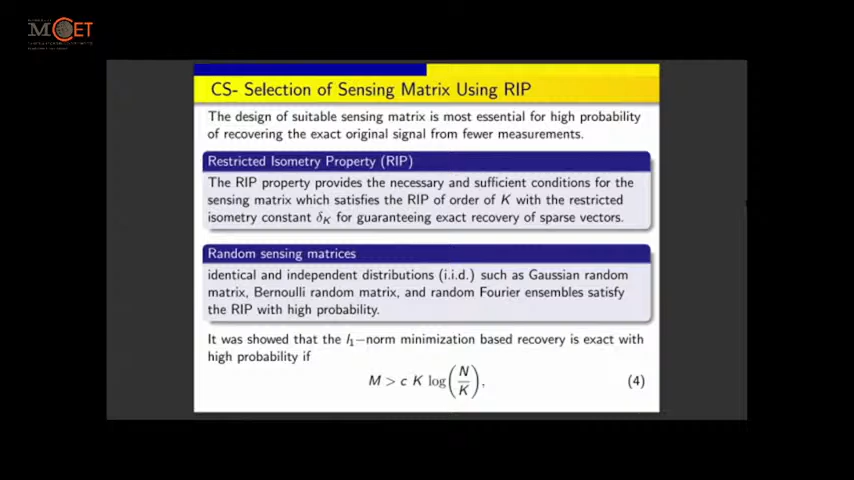 MCET
CS- Selection of Sensing Matrix Using RIP
The design of suitable sensing matrix is most essential for high probability
of recovering the exact original signal from fewer measurements.
Restricted Isometry Property (RIP)
The RIP property provides the necessary and sufficient conditions for the
sensing matrix which satisfies the RIP of order of K with the restricted
isometry constant δ_K for guaranteeing exact recovery of sparse vectors.
Random sensing matrices
identical and independent distributions (i.i.d.) such as Gaussian random
matrix, Bernoulli random matrix, and random Fourier ensembles satisfy
the RIP with high probability.
It was showed that the l₁−norm minimization based recovery is exact with
high probability if
M > c K log(N/K), (4)